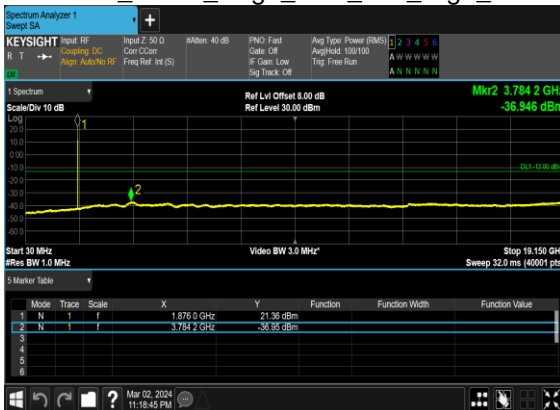 Spectrum Analyzer 1
Swept SA
+
KEYSIGHT Input: RF Input Z: 50 Ω #Atten: 40 dB PNO: Fast Avg Type: Power (RMS) 1 2 3 4 5 6
R T Coupling: DC Corr CCorr Gate: Off Avg|Hold: 100/100 A W W W W W
Align: Auto/No RF Freq Ref: Int (S) IF Gain: Low Trig: Free Run
Sig Track: Off A N N N N N
1 Spectrum Ref Lvl Offset 8.00 dB Mkr2 3.784 2 GHz
Scale/Div 10 dB Ref Level 30.00 dBm -36.946 dBm
Log
20.0
10.0
0.00
-10.0
-20.0
-30.0
-40.0
-50.0
-60.0
1
2
DL1 -13.00 dBm
Start 30 MHz Video BW 3.0 MHz* Stop 19.150 GH
#Res BW 1.0 MHz Sweep 32.0 ms (40001 pts
5 Marker Table
Mode Trace Scale X Y Function Function Width Function Value
1 N 1 f 1.876 0 GHz 21.36 dBm
2 N 1 f 3.784 2 GHz -36.95 dBm
3
4
5
6
? Mar 02, 2024
11:18:45 PM